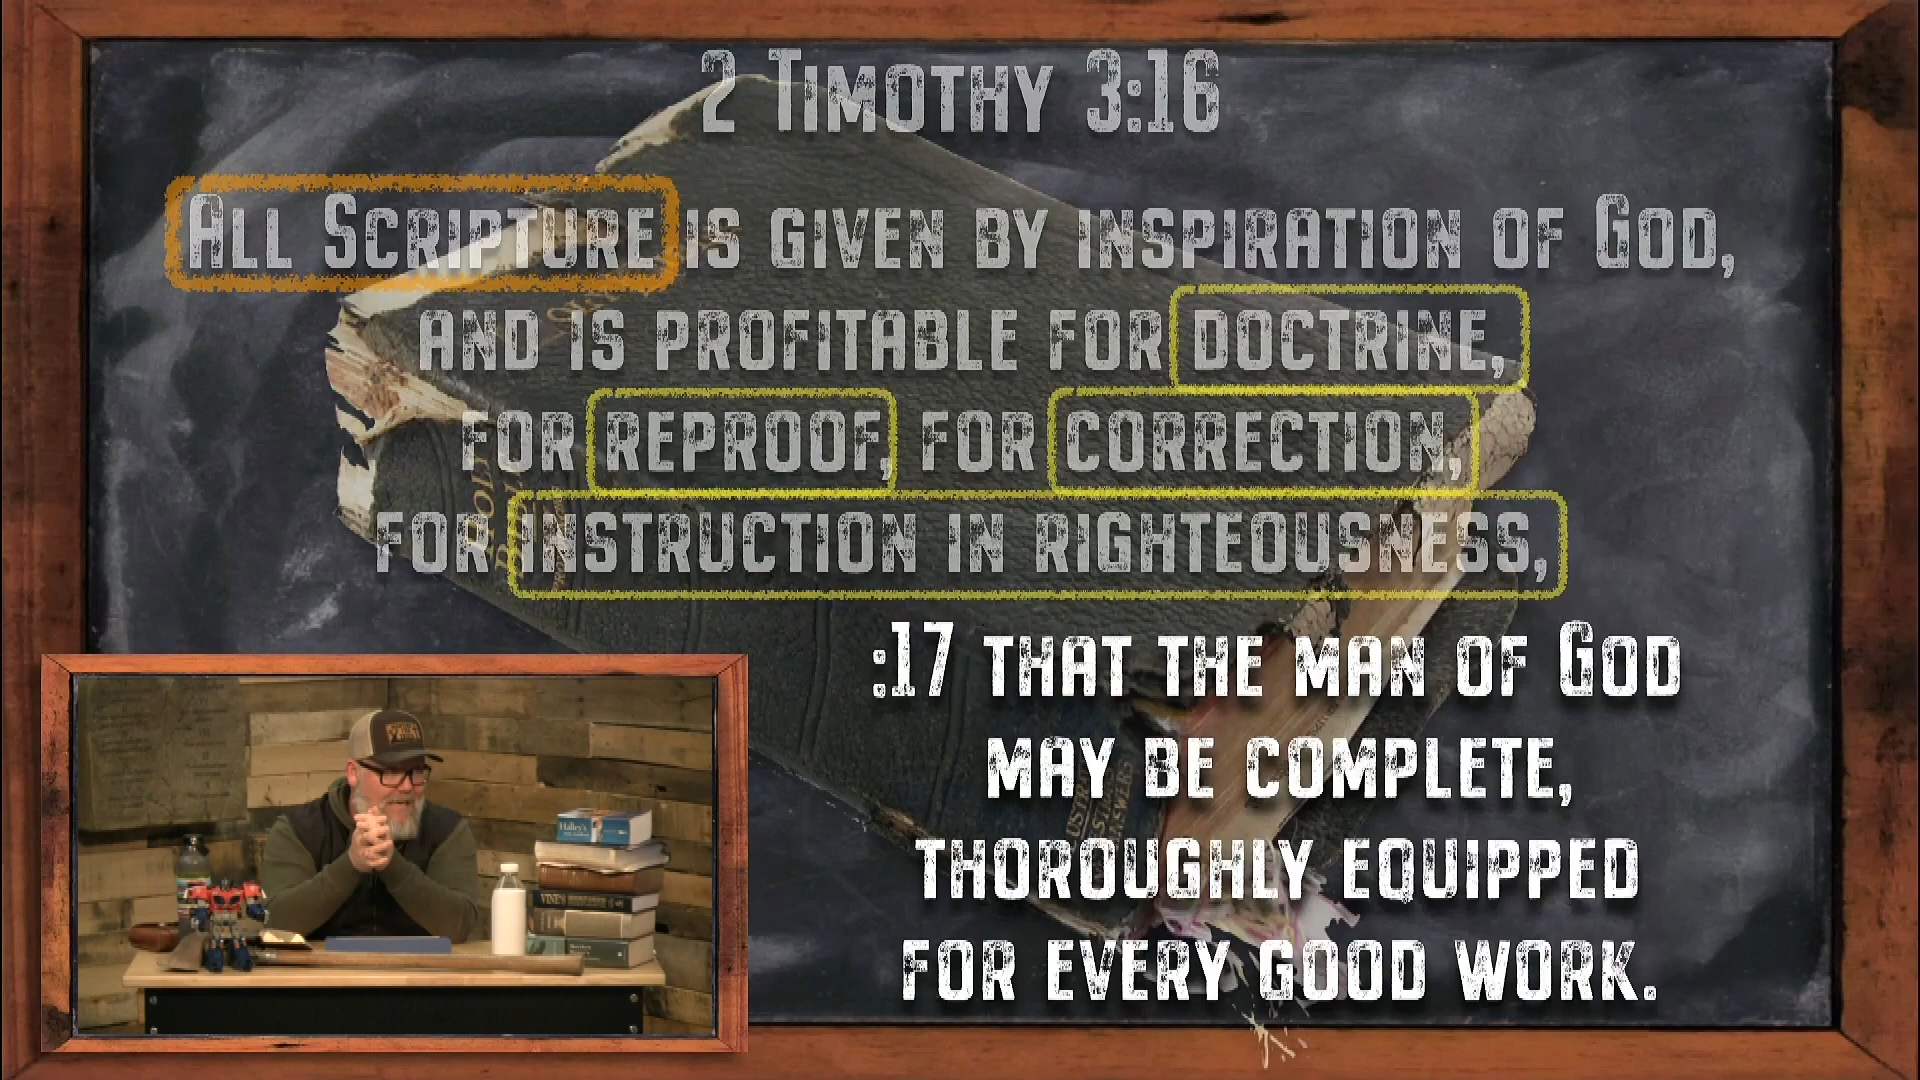 2 Timothy 3:16
All Scripture is given by inspiration of God,
and is profitable for doctrine,
for reproof, for correction,
for instruction in righteousness,
:17 that the man of God
may be complete,
thoroughly equipped
for every good work.
Halley's
VINE'S